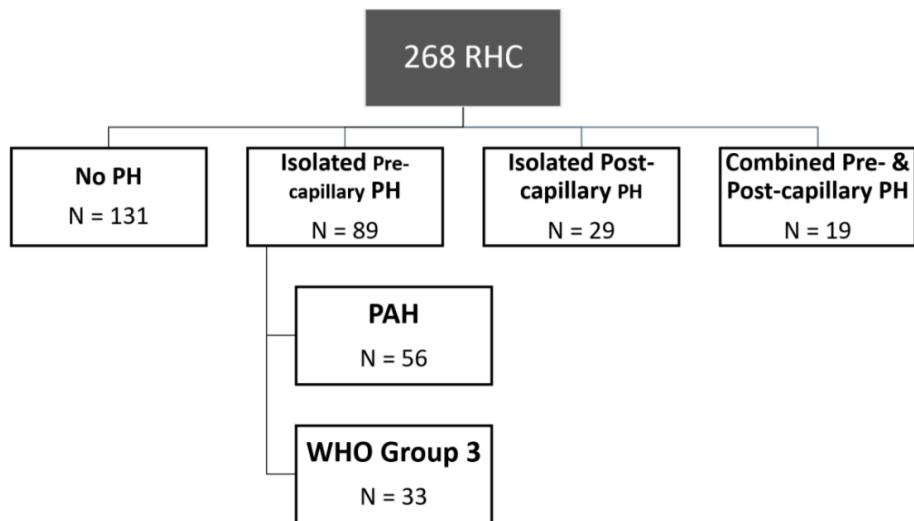 268 RHC
No PH
N = 131
Isolated Pre-
capillary PH
N = 89
Isolated Post-
capillary PH
N = 29
Combined Pre- &
Post-capillary PH
N = 19
PAH
N = 56
WHO Group 3
N = 33